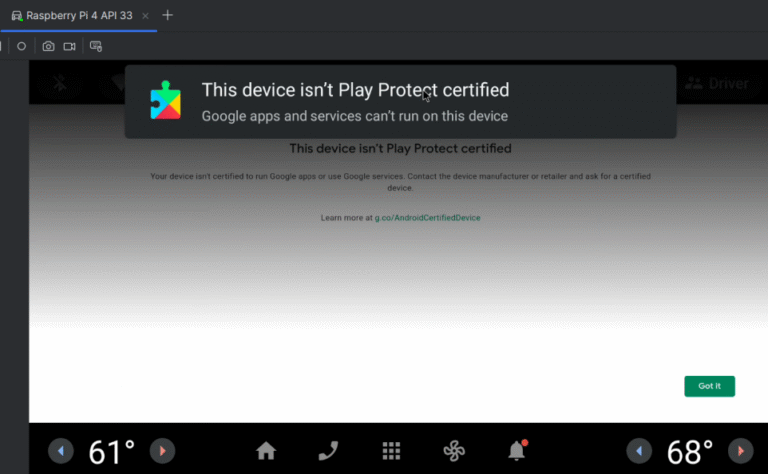 Raspberry Pi 4 API 33
This device isn't Play Protect certified
Google apps and services can't run on this device
Driver
This device isn't Play Protect certified
Your device isn't certified to run Google apps or use Google services. Contact the device manufacturer or retailer and ask for a certified
device.
Learn more at g.co/AndroidCertifiedDevice
Got it
61°
68°